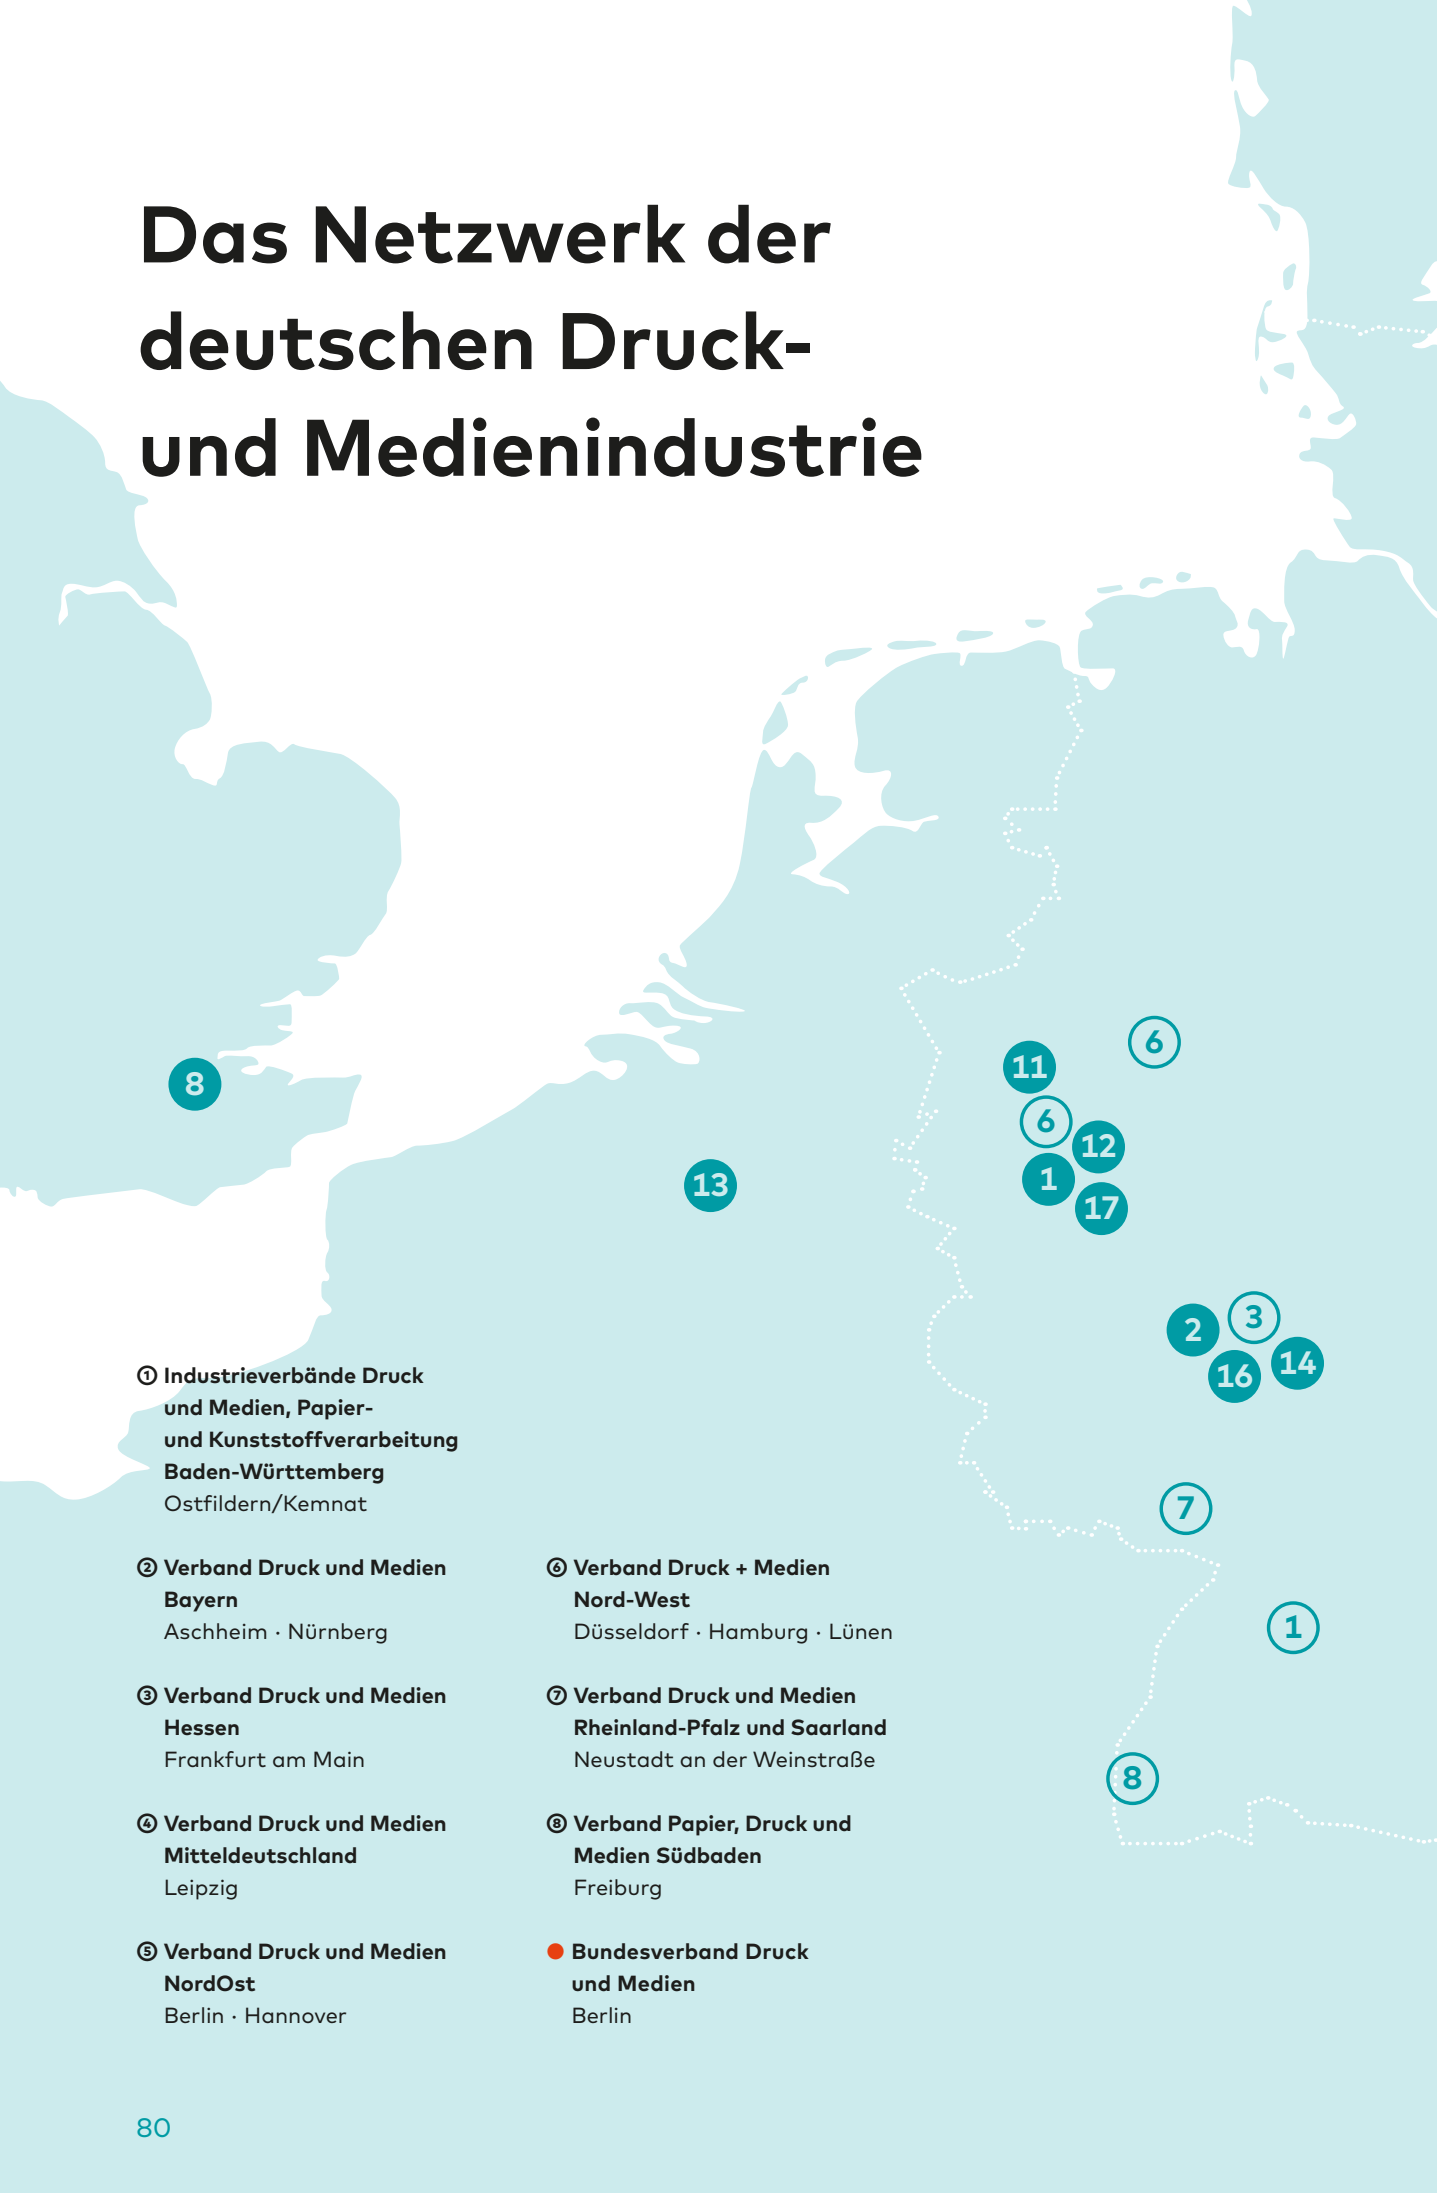 Das Netzwerk der
deutschen Druck-
und Medienindustrie
6
11
6
8
12
1
13
17
3
2
14
16
7
1
8
① Industrieverbände Druck
und Medien, Papier-
und Kunststoffverarbeitung
Baden-Württemberg
Ostfildern/Kemnat
② Verband Druck und Medien
Bayern
Aschheim · Nürnberg
③ Verband Druck und Medien
Hessen
Frankfurt am Main
④ Verband Druck und Medien
Mitteldeutschland
Leipzig
⑤ Verband Druck und Medien
NordOst
Berlin · Hannover
⑥ Verband Druck + Medien
Nord-West
Düsseldorf · Hamburg · Lünen
⑦ Verband Druck und Medien
Rheinland-Pfalz und Saarland
Neustadt an der Weinstraße
⑧ Verband Papier, Druck und
Medien Südbaden
Freiburg
Bundesverband Druck
und Medien
Berlin
80